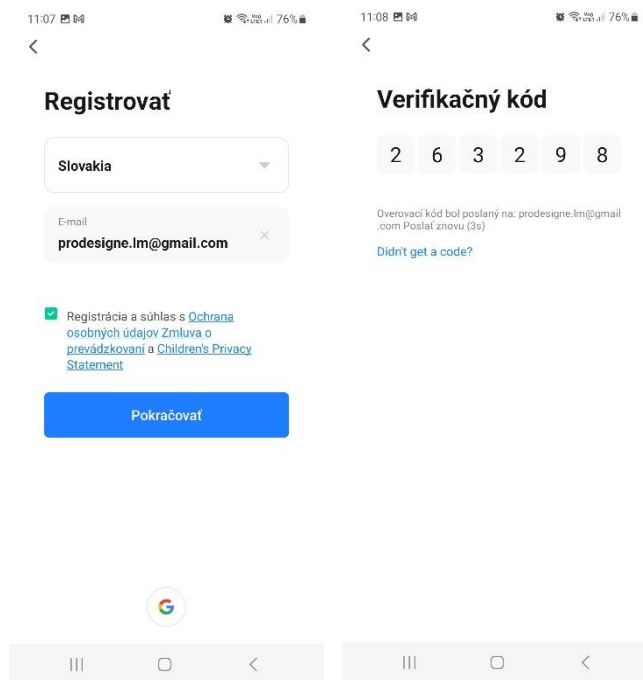 11:07
76%
Registrovať
Slovakia
E-mail
prodesigne.lm@gmail.com
Registrácia a súhlas s Ochrana
osobných údajov Zmluva o
prevádzkovaní a Children's Privacy
Statement
Pokračovať
11:08
76%
Verifikačný kód
2 6 3 2 9 8
Overovací kód bol poslaný na: prodesigne.lm@gmail
.com Poslať znovu (3s)
Didn't get a code?